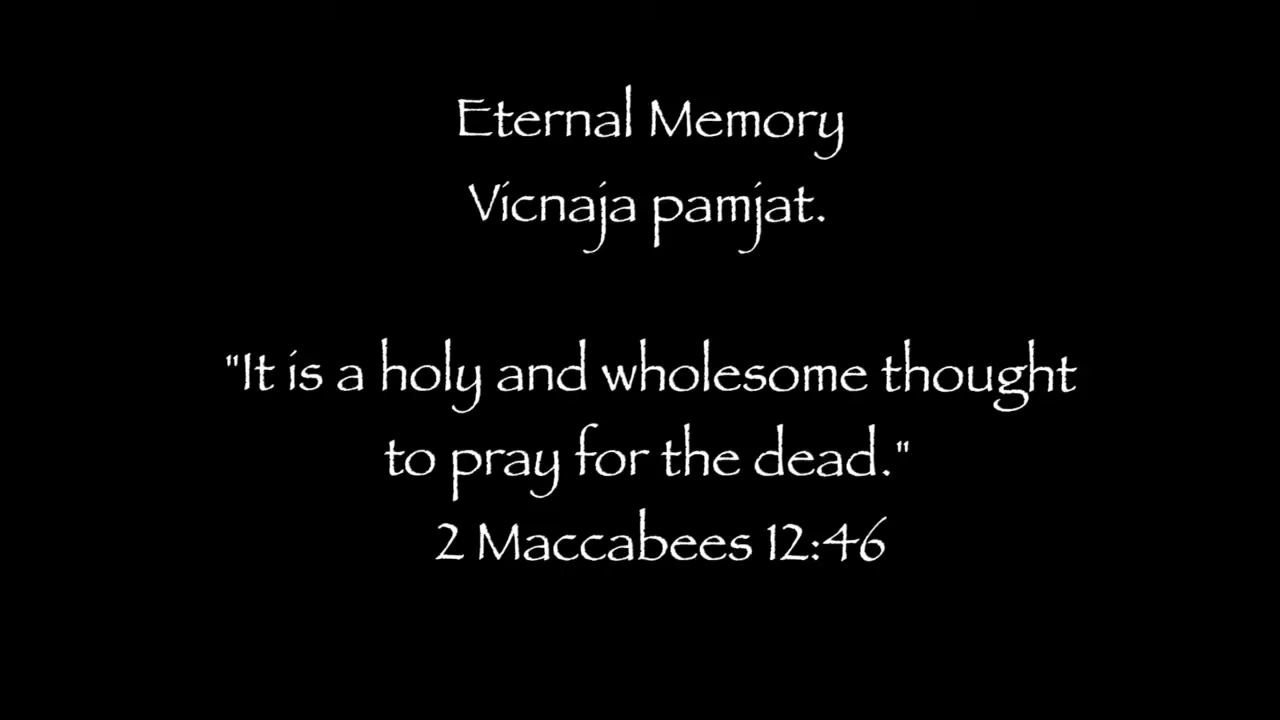 Eternal Memory
Vicnaja pamjat.
"It is a holy and wholesome thought
to pray for the dead."
2 Maccabees 12:46